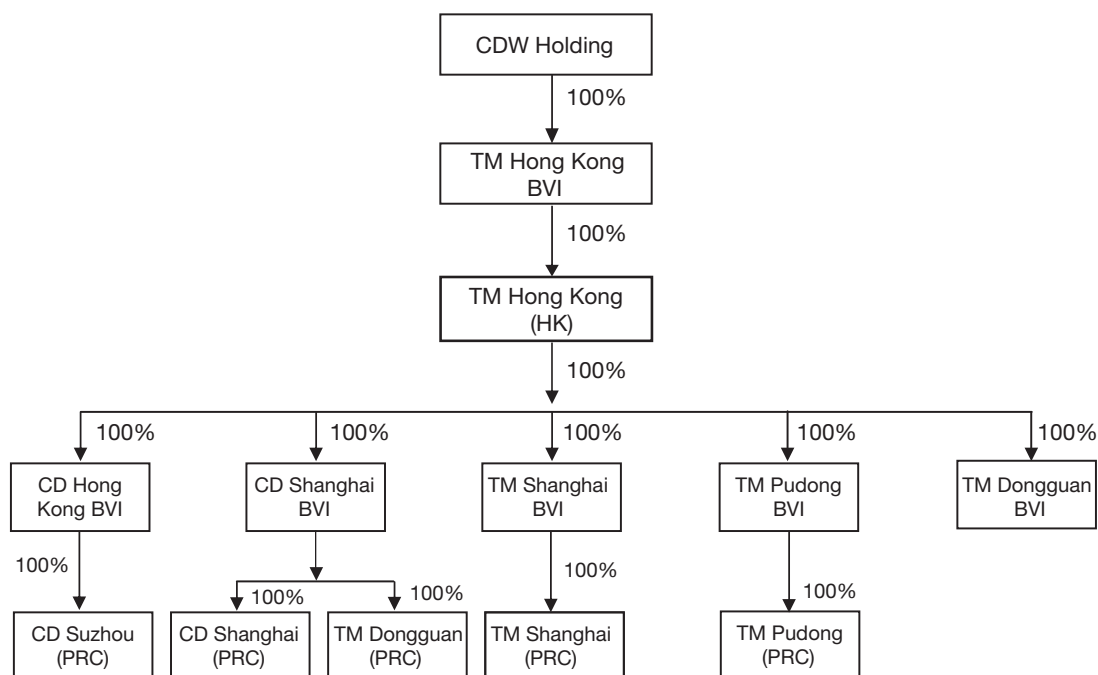 CDW Holding
100%
TM Hong Kong
BVI
100%
TM Hong Kong
(HK)
100%
100%
100%
100%
100%
100%
CD Hong
Kong BVI
CD Shanghai
BVI
TM Shanghai
BVI
TM Pudong
BVI
TM Dongguan
BVI
100%
100%
100%
100%
100%
CD Suzhou
(PRC)
CD Shanghai
(PRC)
TM Dongguan
(PRC)
TM Shanghai
(PRC)
TM Pudong
(PRC)